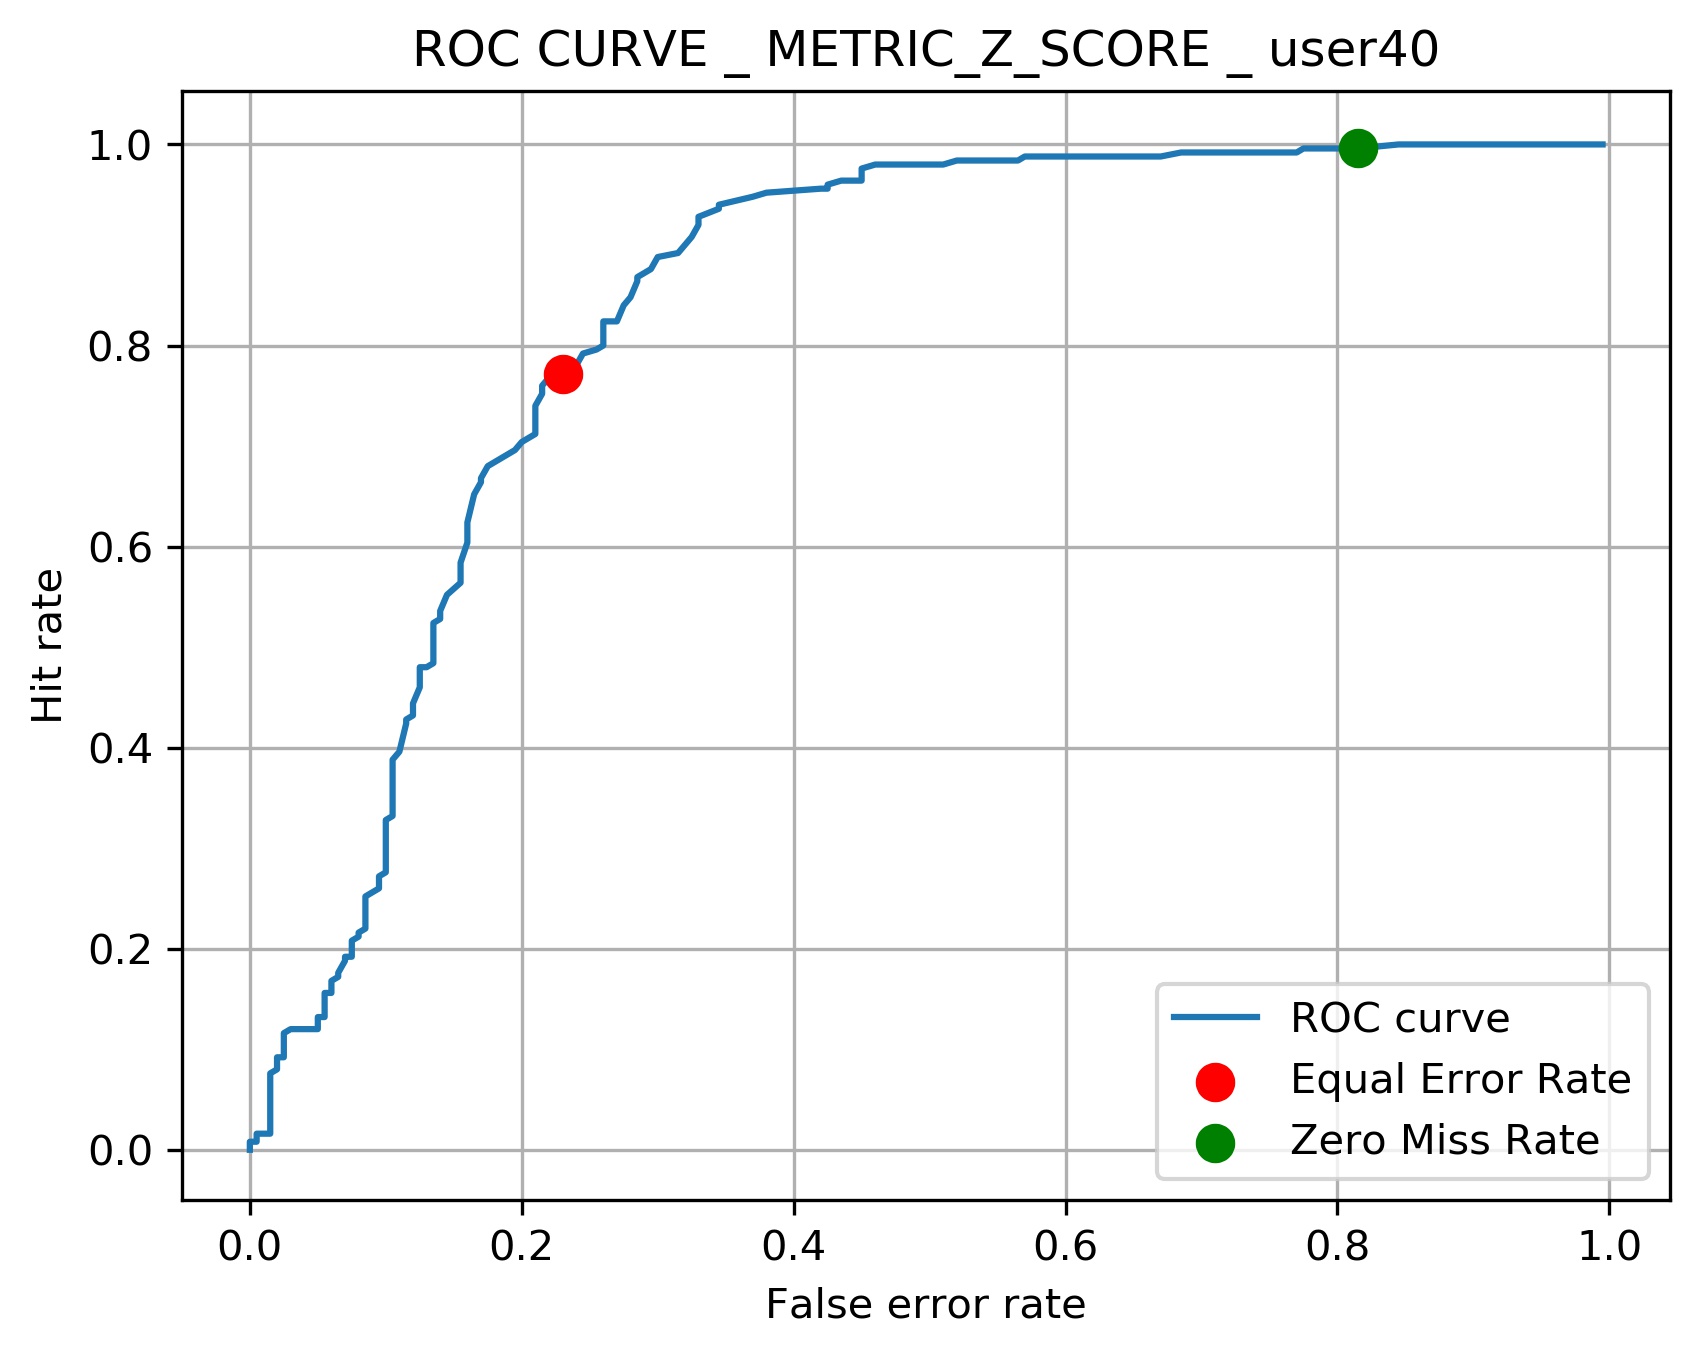 ROC CURVE _ METRIC_Z_SCORE _ user40
1.0
0.8
0.6
0.4
0.2
0.0
Hit rate
0.0 0.2 0.4 0.6 0.8 1.0
False error rate
ROC curve
Equal Error Rate
Zero Miss Rate